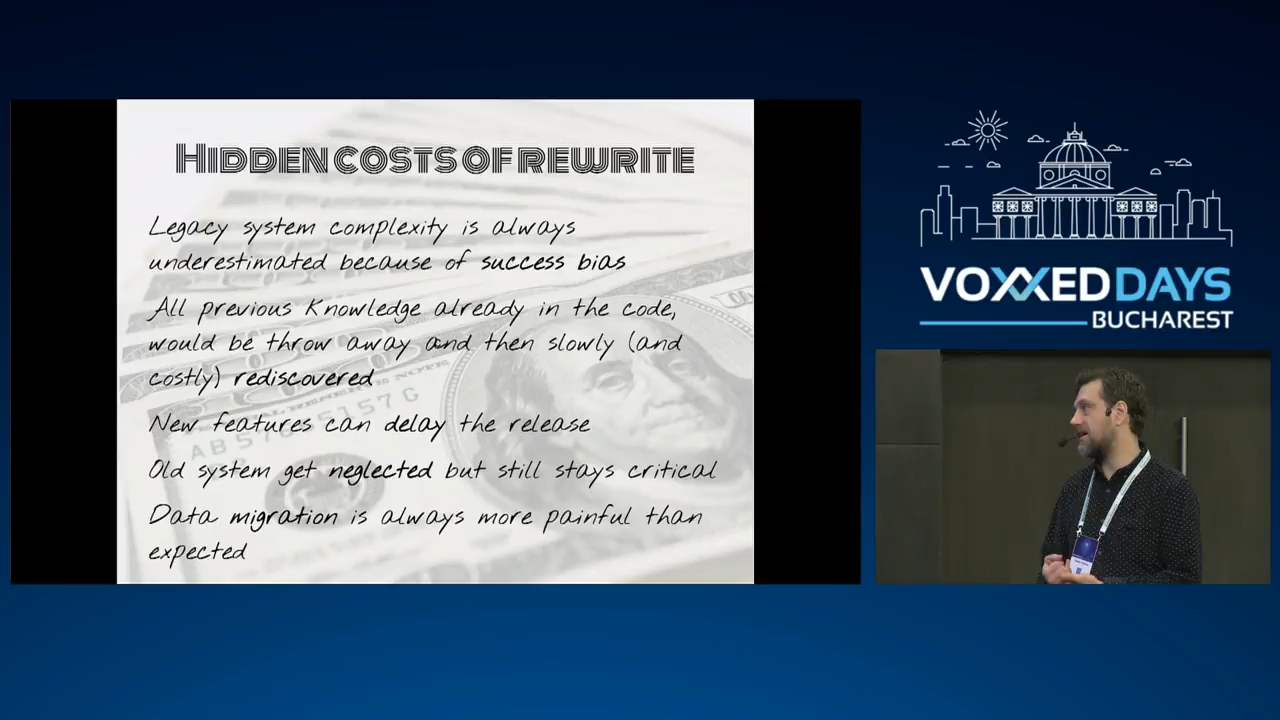 HIDDEN COSTS OF REWRITE
Legacy system complexity is always
underestimated because of success bias
All previous knowledge already in the code,
would be throw away and then slowly (and
costly) rediscovered
New features can delay the release
Old system get neglected but still stays critical
Data migration is always more painful than
expected
VOXXED DAYS
BUCHAREST